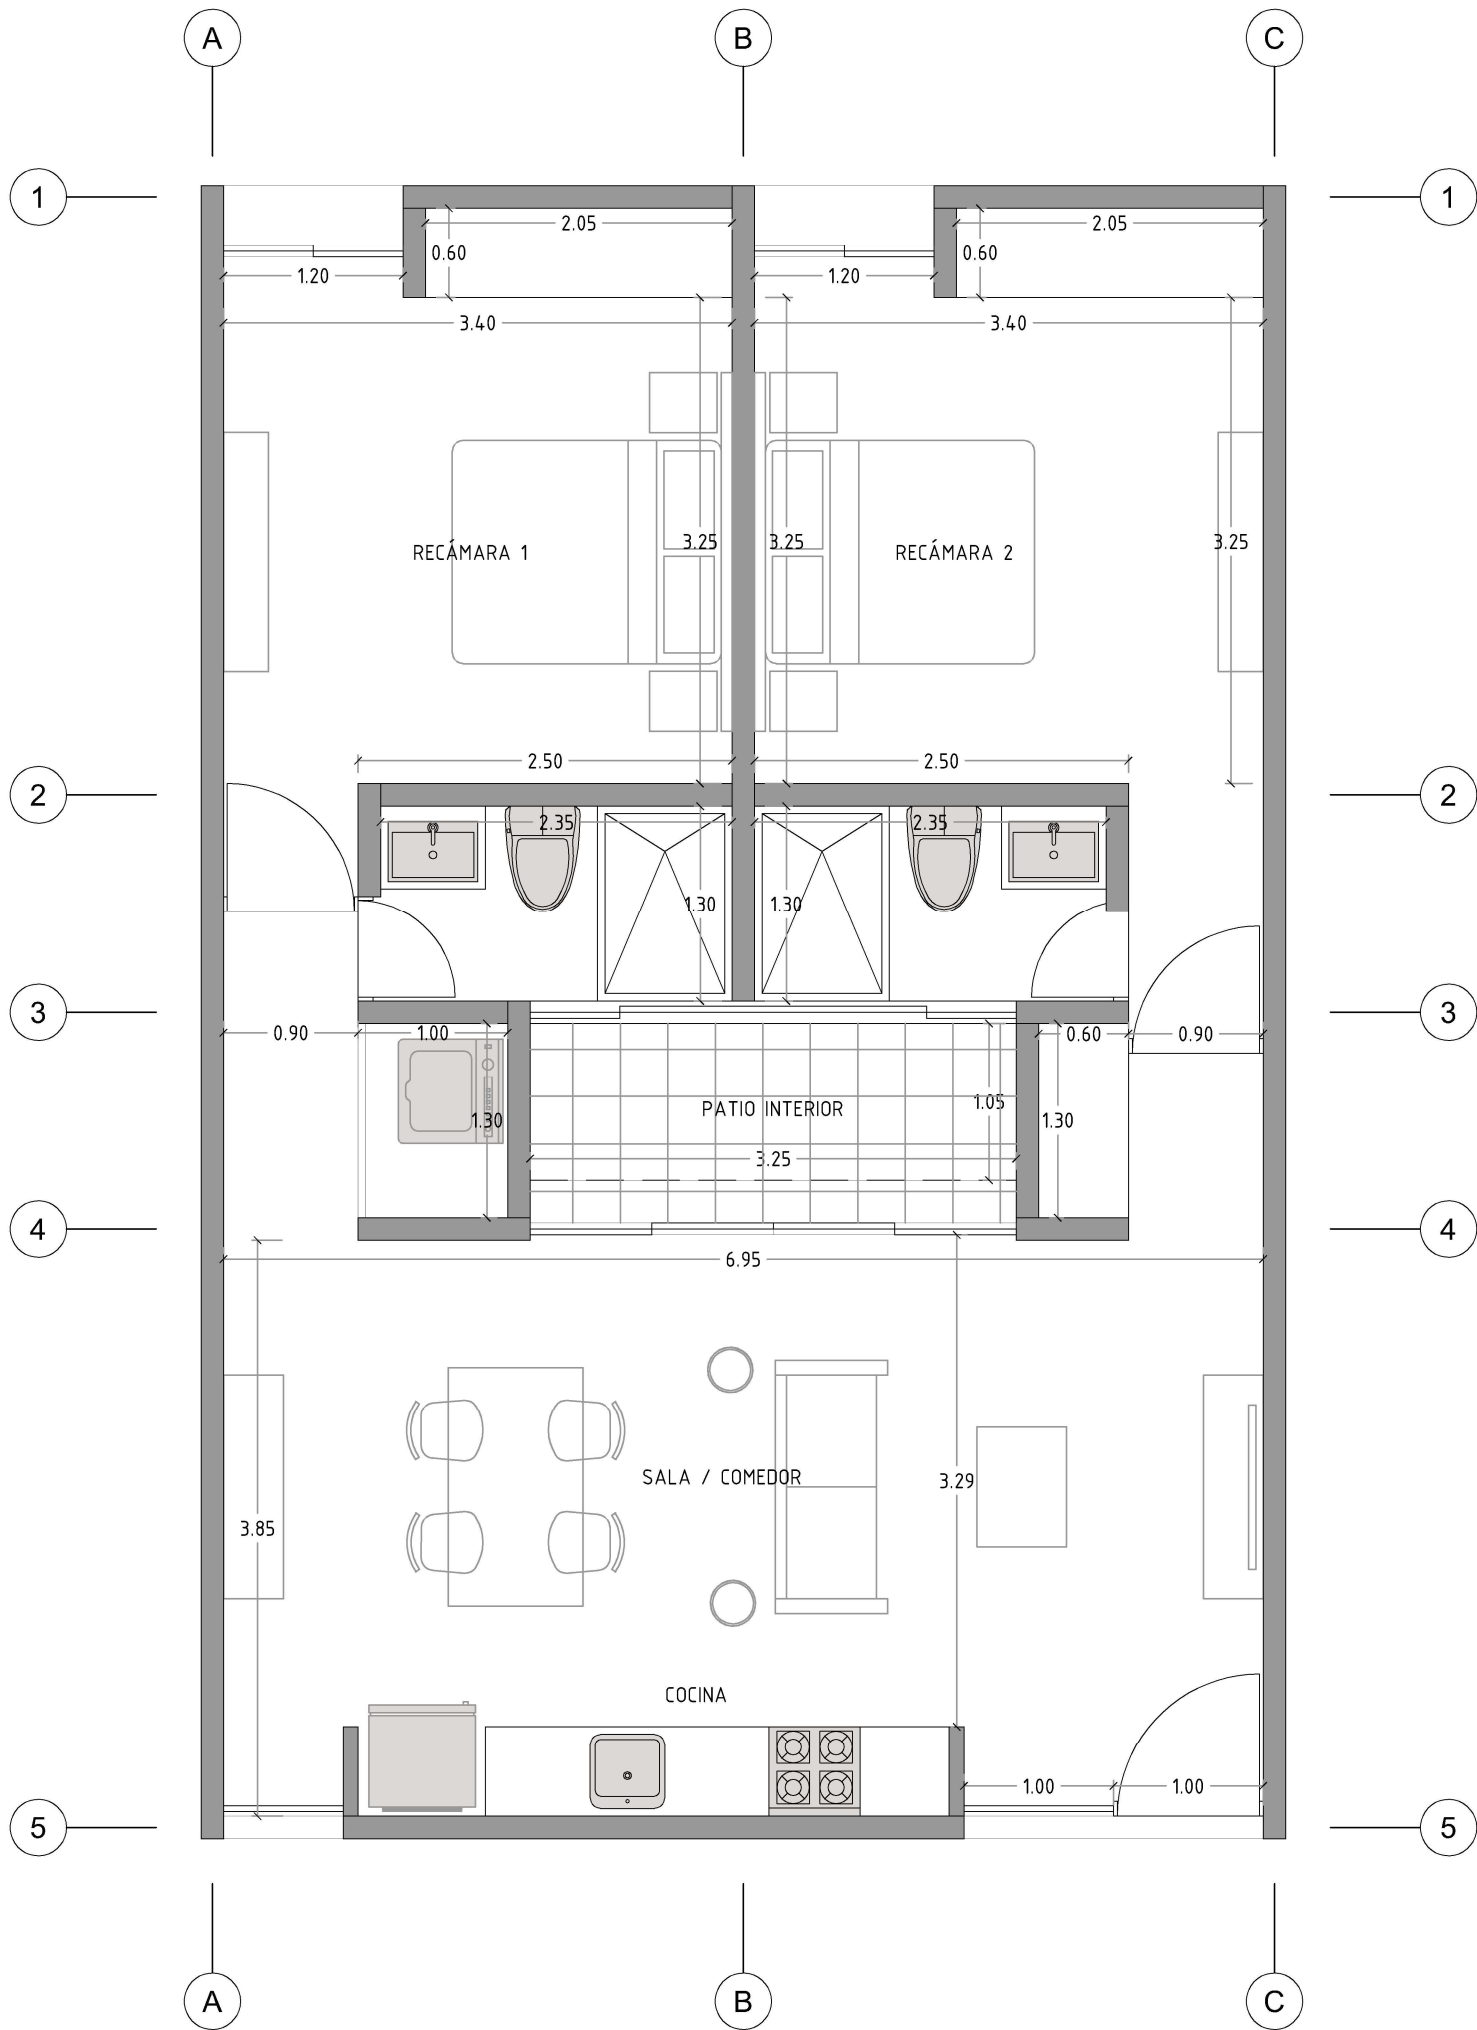 A B C
1 1
2.05 2.05
0.60 0.60
1.20 1.20
3.40 3.40
3.25 3.25 3.25
RECÁMARA 1 RECÁMARA 2
2.50 2.50
2 2
2.35 2.35
1.30 1.30
3 3
0.90 1.00 0.60 0.90
PATIO INTERIOR 1.05
1.30 1.30
3.25
4 4
6.95
SALA / COMEDOR 3.29
3.85
COCINA
1.00 1.00
5 5
A B C